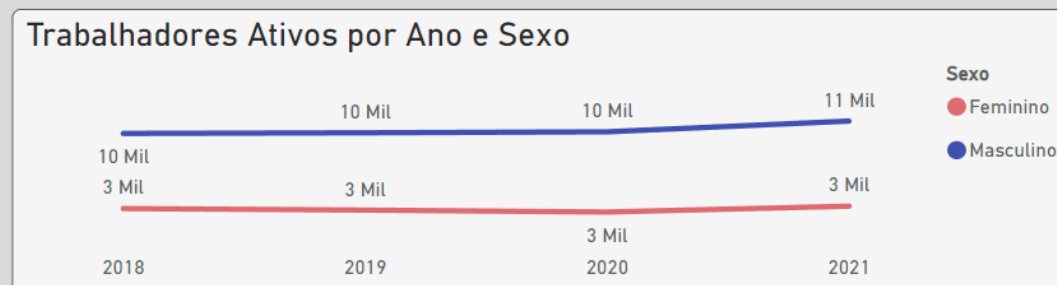 Trabalhadores Ativos por Ano e Sexo
Sexo
Feminino
Masculino
10 Mil
10 Mil
10 Mil
11 Mil
3 Mil
3 Mil
3 Mil
3 Mil
2018
2019
2020
2021